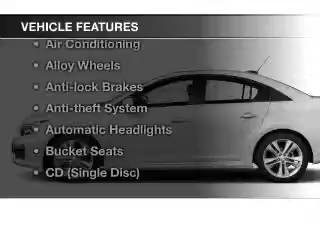 VEHICLE FEATURES
• Air Conditioning
• Alloy Wheels
• Anti-lock Brakes
• Anti-theft System
• Automatic Headlights
• Bucket Seats
• CD (Single Disc)